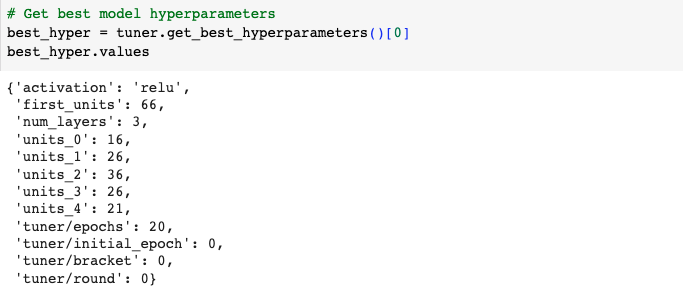 # Get best model hyperparameters
best_hyper = tuner.get_best_hyperparameters()[0]
best_hyper.values
{'activation': 'relu',
 'first_units': 66,
 'num_layers': 3,
 'units_0': 16,
 'units_1': 26,
 'units_2': 36,
 'units_3': 26,
 'units_4': 21,
 'tuner/epochs': 20,
 'tuner/initial_epoch': 0,
 'tuner/bracket': 0,
 'tuner/round': 0}